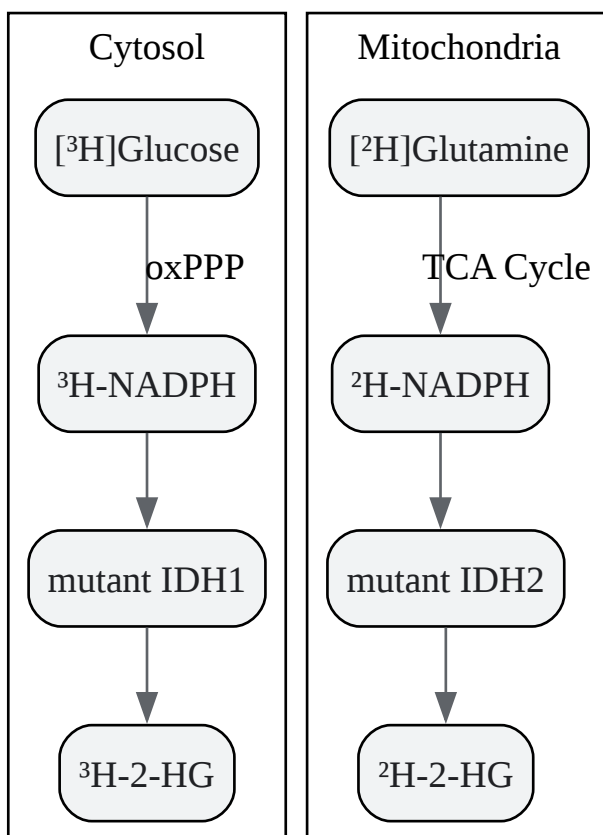 Cytosol
[³H]Glucose
oxPPP
³H-NADPH
mutant IDH1
³H-2-HG
Mitochondria
[²H]Glutamine
TCA Cycle
²H-NADPH
mutant IDH2
²H-2-HG